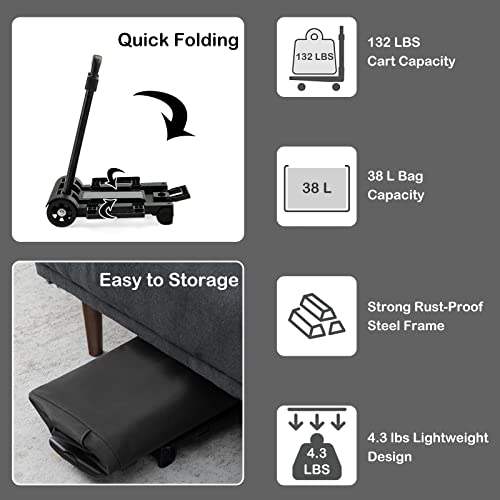 Quick Folding
132 LBS
132 LBS
Cart Capacity
38 L
38 L Bag
Capacity
Easy to Storage
Strong Rust-Proof
Steel Frame
4.3
LBS
4.3 lbs Lightweight
Design